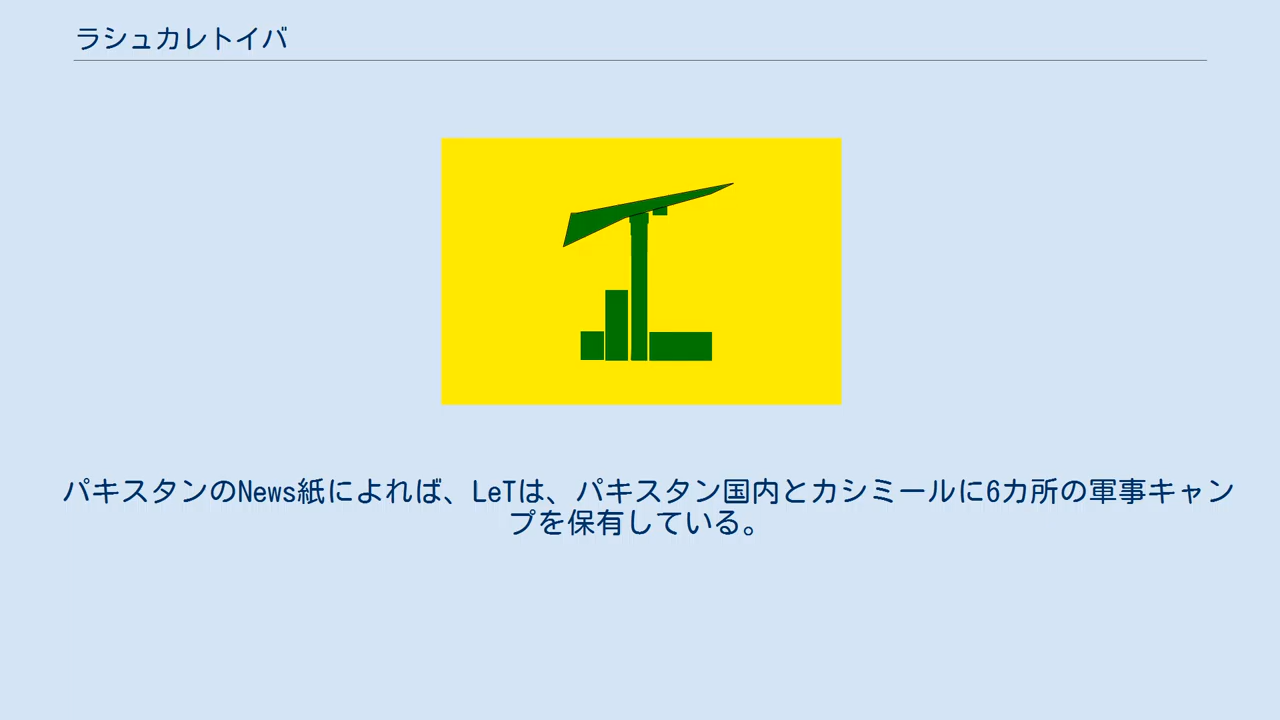 ラシュカレトイバ
パキスタンのNews紙によれば、LeTは、パキスタン国内とカシミールに6カ所の軍事キャン
プを保有している。